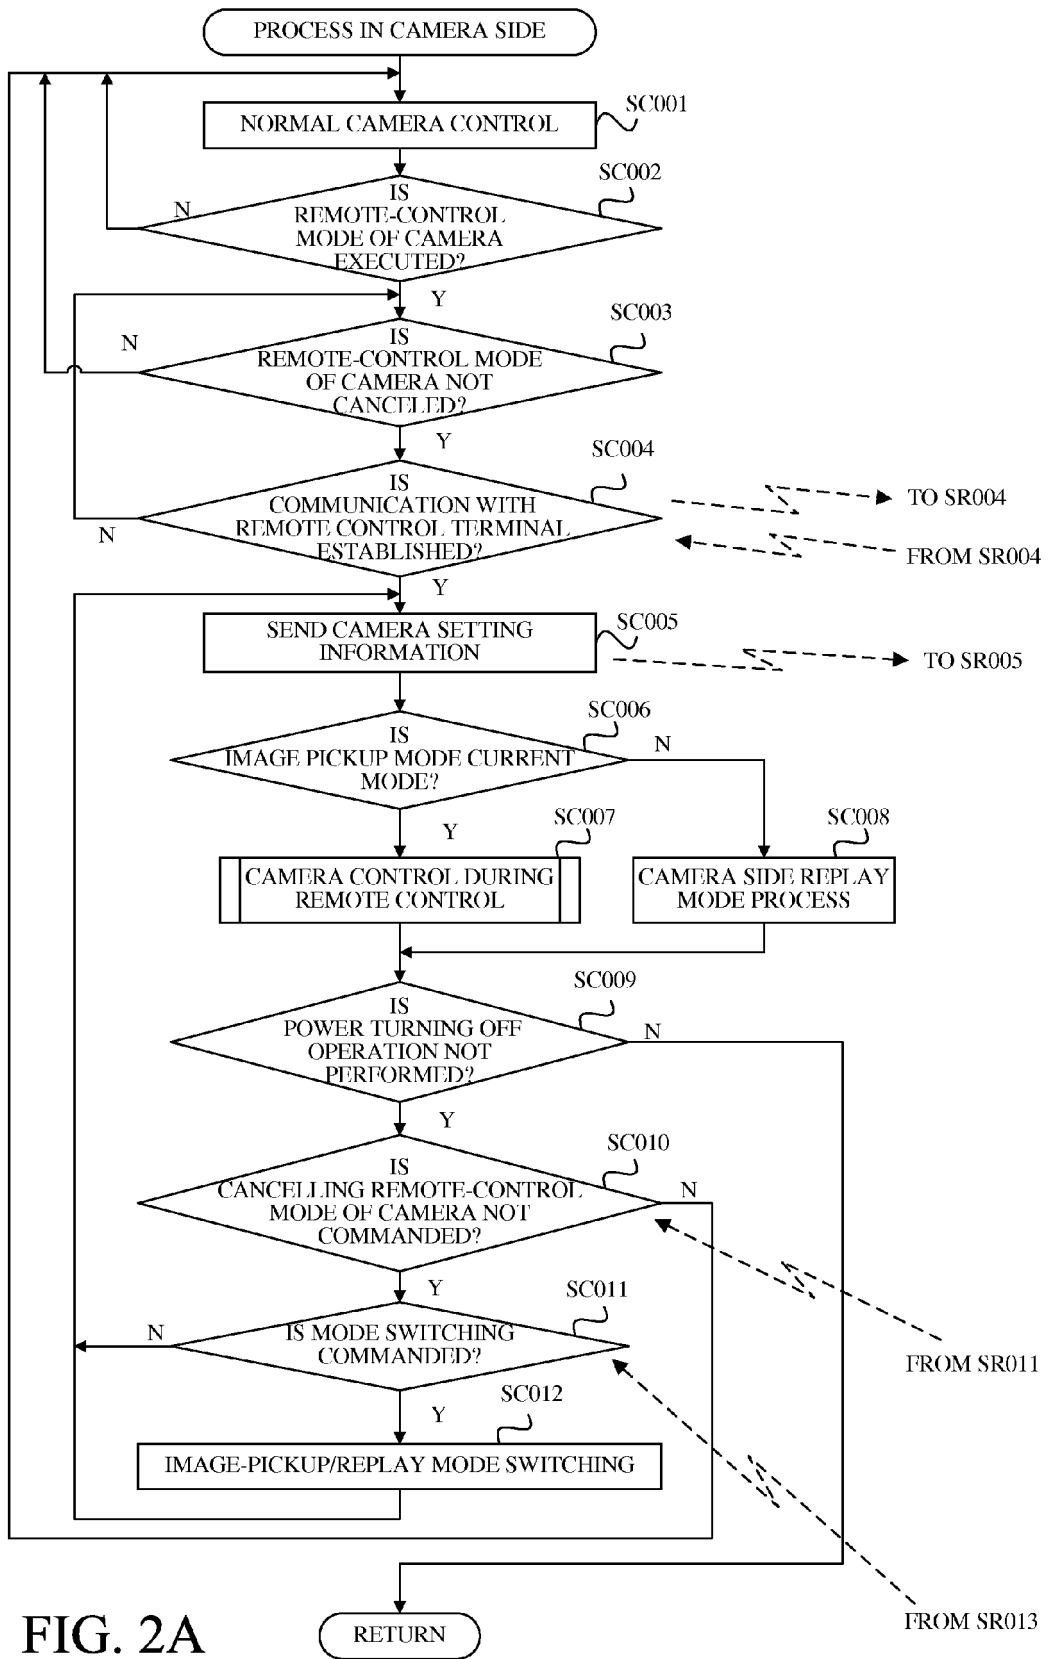 PROCESS IN CAMERA SIDE
SC001
NORMAL CAMERA CONTROL
SC002
N
IS
REMOTE-CONTROL
MODE OF CAMERA
EXECUTED?
Y
SC003
N
IS
REMOTE-CONTROL MODE
OF CAMERA NOT
CANCELED?
Y
SC004
IS
COMMUNICATION WITH
REMOTE CONTROL TERMINAL
ESTABLISHED?
N
TO SR004
FROM SR004
Y
SEND CAMERA SETTING
INFORMATION
SC005
TO SR005
SC006
IS
IMAGE PICKUP MODE CURRENT
MODE?
N
Y
SC007
SC008
CAMERA CONTROL DURING
REMOTE CONTROL
CAMERA SIDE REPLAY
MODE PROCESS
SC009
IS
POWER TURNING OFF
OPERATION NOT
PERFORMED?
N
Y
SC010
IS
CANCELLING REMOTE-CONTROL
MODE OF CAMERA NOT
COMMANDED?
N
Y
SC011
N
IS MODE SWITCHING
COMMANDED?
FROM SR011
SC012
Y
IMAGE-PICKUP/REPLAY MODE SWITCHING
FROM SR013
RETURN
FIG. 2A